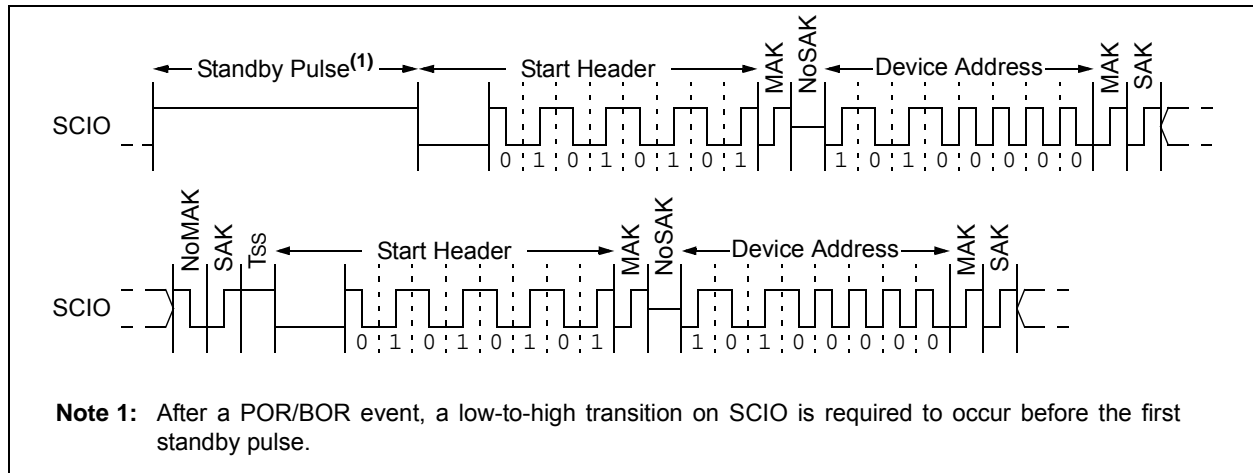 Standby Pulse(1) Start Header MAK NoSAK Device Address MAK SAK
SCIO
0 1 0 1 0 1 0 1 1 0 1 0 0 0 0 0
NoMAK SAK TSS Start Header MAK NoSAK Device Address MAK SAK
SCIO
0 1 0 1 0 1 0 1 1 0 1 0 0 0 0 0
Note 1: After a POR/BOR event, a low-to-high transition on SCIO is required to occur before the first
standby pulse.